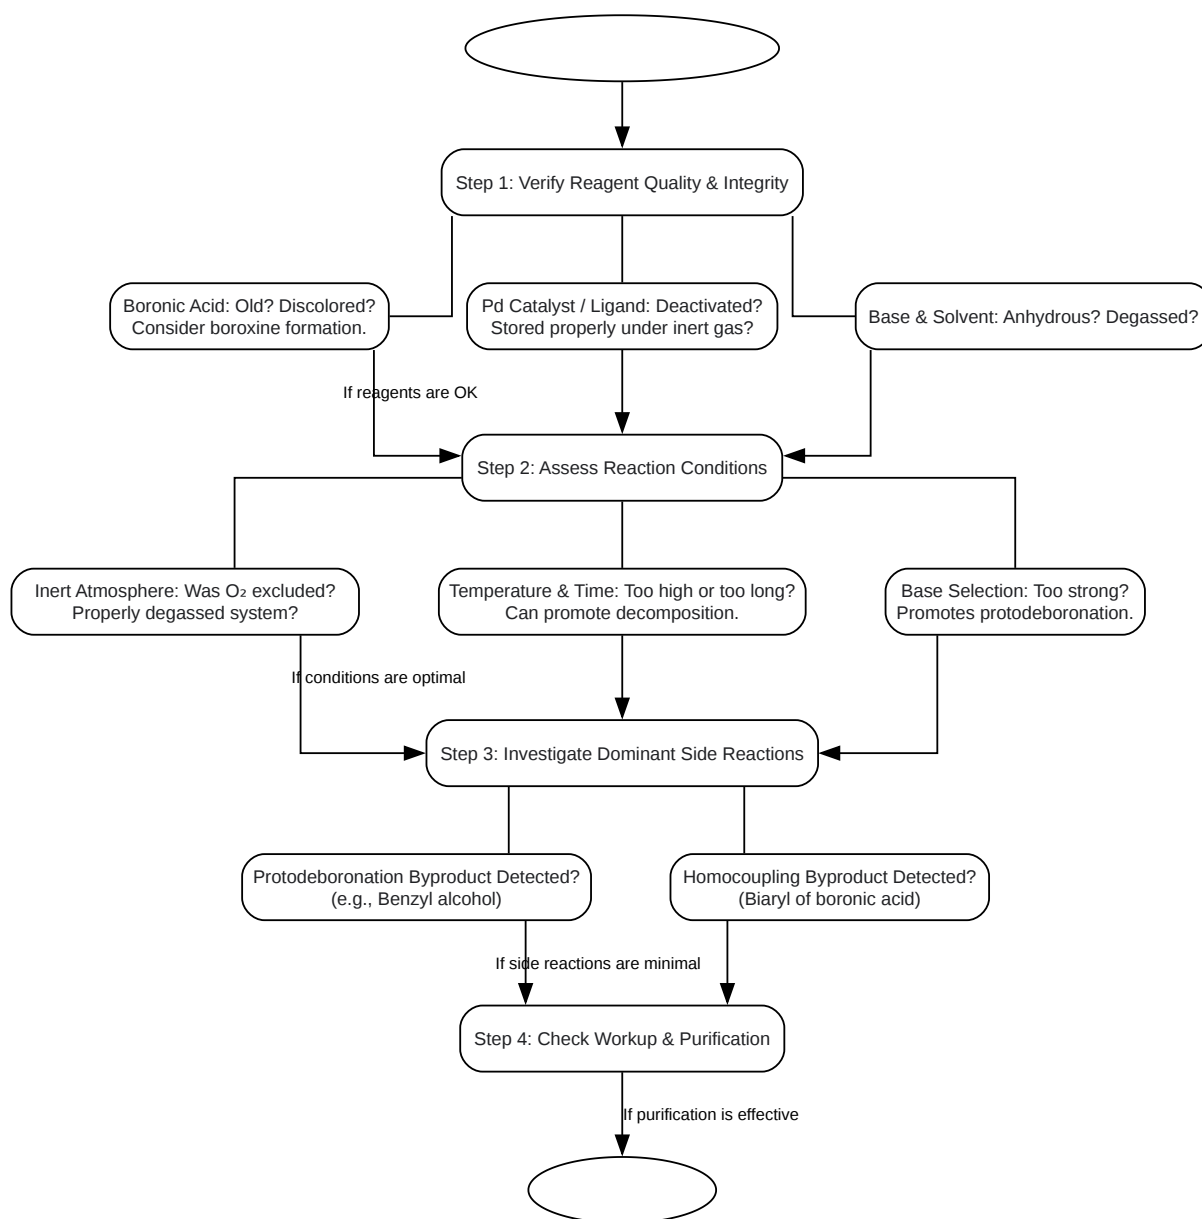 Step 1: Verify Reagent Quality & Integrity
Boronic Acid: Old? Discolored?
Consider boroxine formation.
Pd Catalyst / Ligand: Deactivated?
Stored properly under inert gas?
Base & Solvent: Anhydrous? Degassed?
If reagents are OK
Step 2: Assess Reaction Conditions
Inert Atmosphere: Was O₂ excluded?
Properly degassed system?
Temperature & Time: Too high or too long?
Can promote decomposition.
Base Selection: Too strong?
Promotes protodeboronation.
If conditions are optimal
Step 3: Investigate Dominant Side Reactions
Protodeboronation Byproduct Detected?
(e.g., Benzyl alcohol)
Homocoupling Byproduct Detected?
(Biaryl of boronic acid)
If side reactions are minimal
Step 4: Check Workup & Purification
If purification is effective